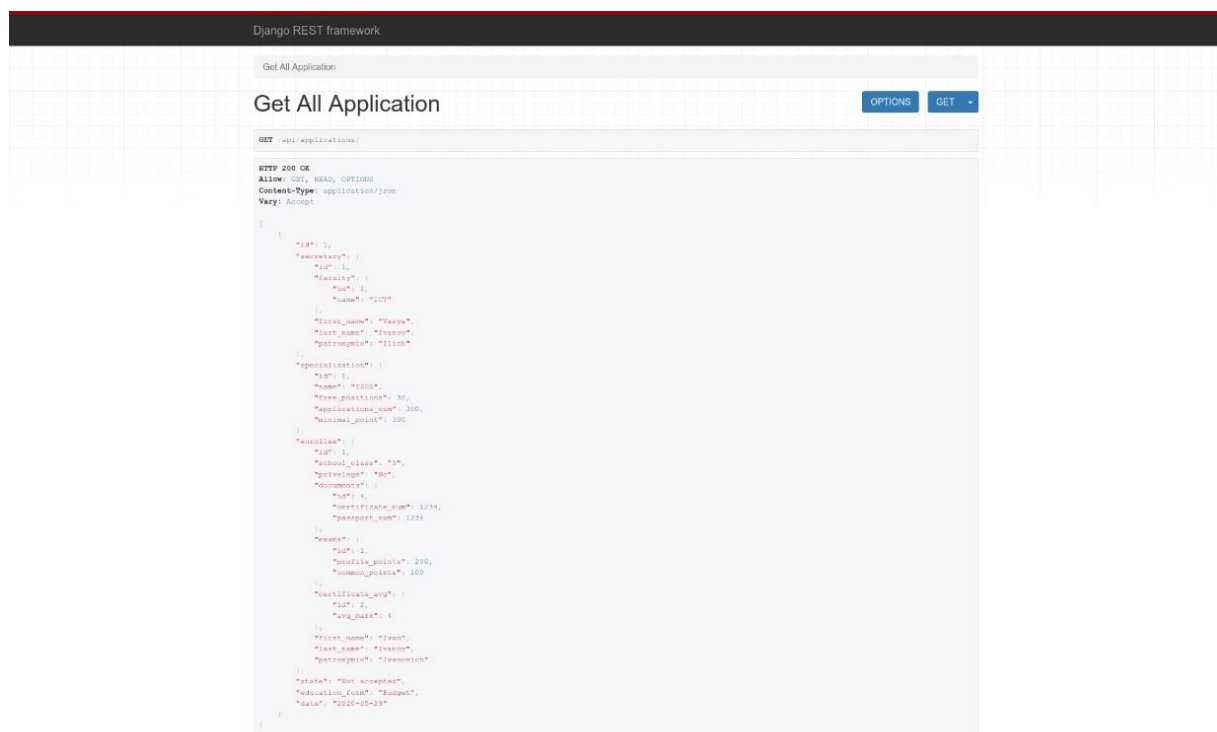 Django REST framework
Get All Application
Get All Application
OPTIONS
GET
GET /api/applications/
HTTP 200 OK
Allow: GET, HEAD, OPTIONS
Content-Type: application/json
Vary: Accept
[
{
"id": 1,
"secretary": {
"id": 1,
"faculty": {
"id": 1,
"name": "ICT"
},
"first_name": "Vasya",
"last_name": "Ivanov",
"patronymic": "Ilich"
},
"specialization": {
"id": 1,
"name":
"free_positions": 30,
"applications_num": 300,
"minimal_point": 200
},
"enrollee": {
"id": 1,
"school_class": "9",
"privelege": "No",
"documents": {
"id": 4,
"certificate_num": 1234,
"passport_num": 1234
},
"exams": {
"id": 1,
"profile_points": 200,
"common_points": 100
},
"certificate_avg": {
"id": 2,
"avg_mark": 4
},
"first_name": "Ivan",
"last_name": "Ivanov",
"patronymic": "Ivanovich"
},
"state": "Not accepted",
"education_form": "Budget",
"date": "2020-05-29"
}
]